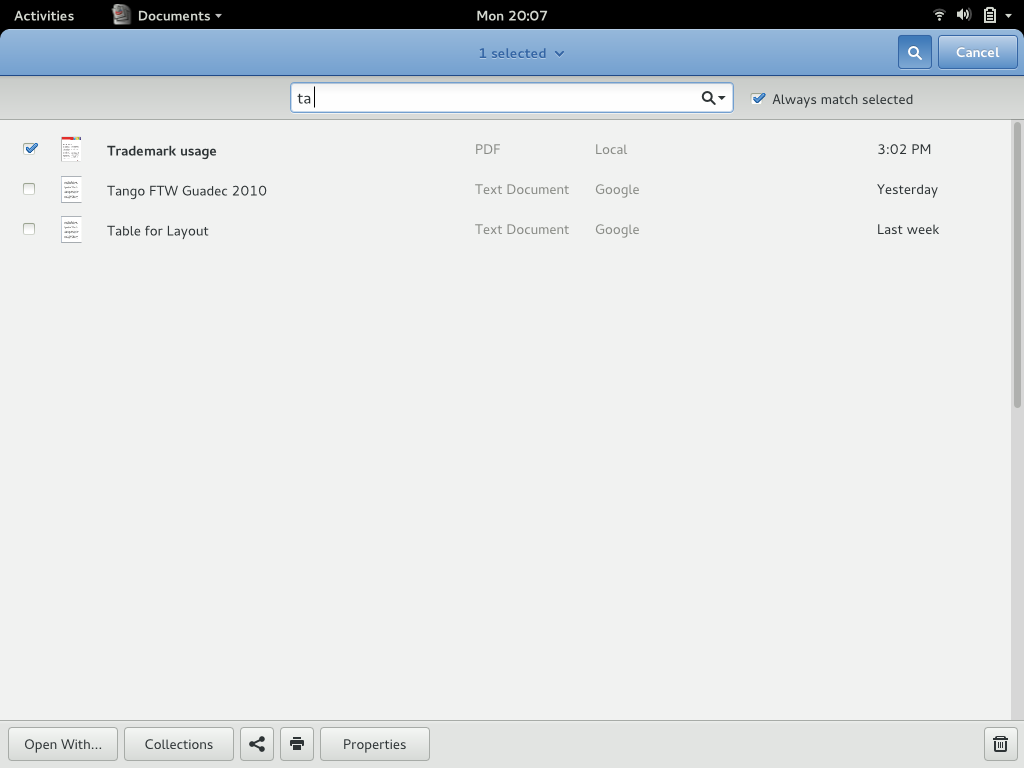 Activities Documents Mon 20:07
1 selected Cancel
ta Always match selected
Trademark usage PDF Local 3:02 PM
Tango FTW Guadec 2010 Text Document Google Yesterday
Table for Layout Text Document Google Last week
Open With... Collections Properties